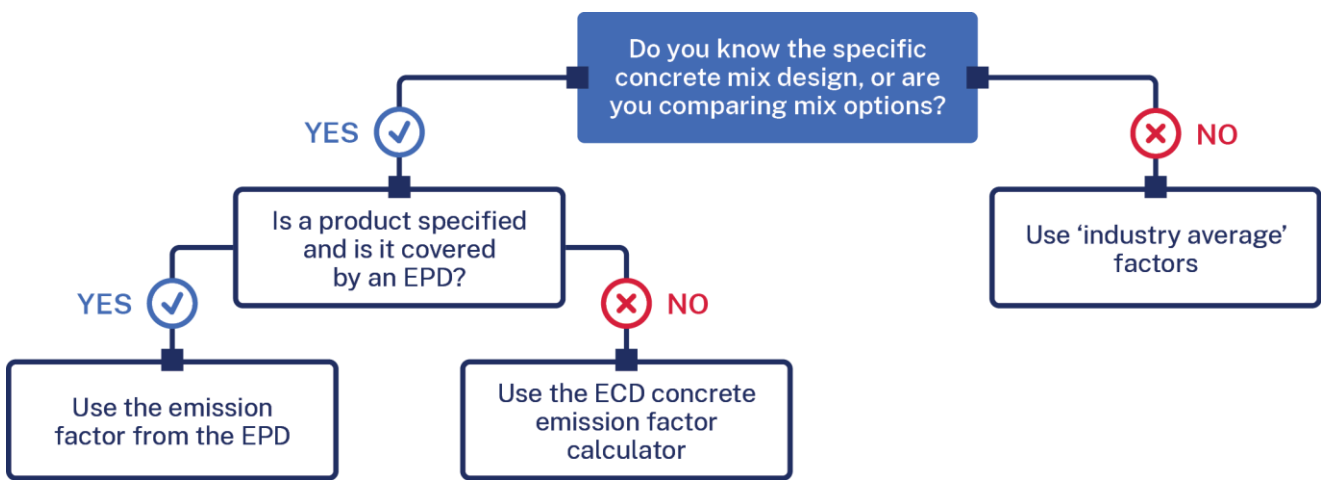 Do you know the specific
concrete mix design, or are
you comparing mix options?
YES
NO
Is a product specified
and is it covered
by an EPD?
Use ‘industry average’
factors
YES
NO
Use the emission
factor from the EPD
Use the ECD concrete
emission factor
calculator